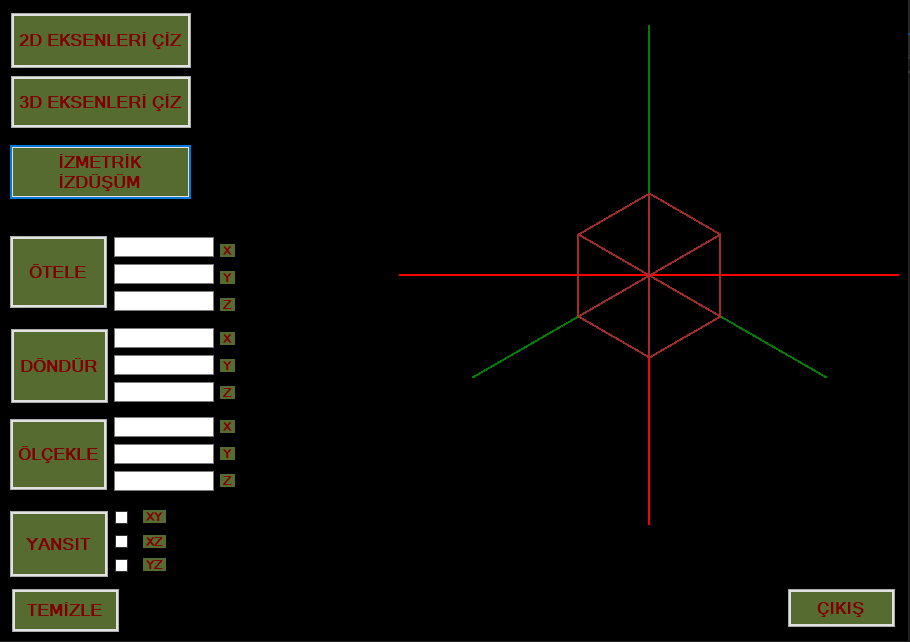 2D EKSENLERİ ÇİZ
3D EKSENLERİ ÇİZ
İZMETRİK
İZDÜŞÜM
ÖTELE
X
Y
Z
DÖNDÜR
X
Y
Z
ÖLÇEKLE
X
Y
Z
YANSIT
XY
XZ
YZ
TEMİZLE
ÇIKIŞ